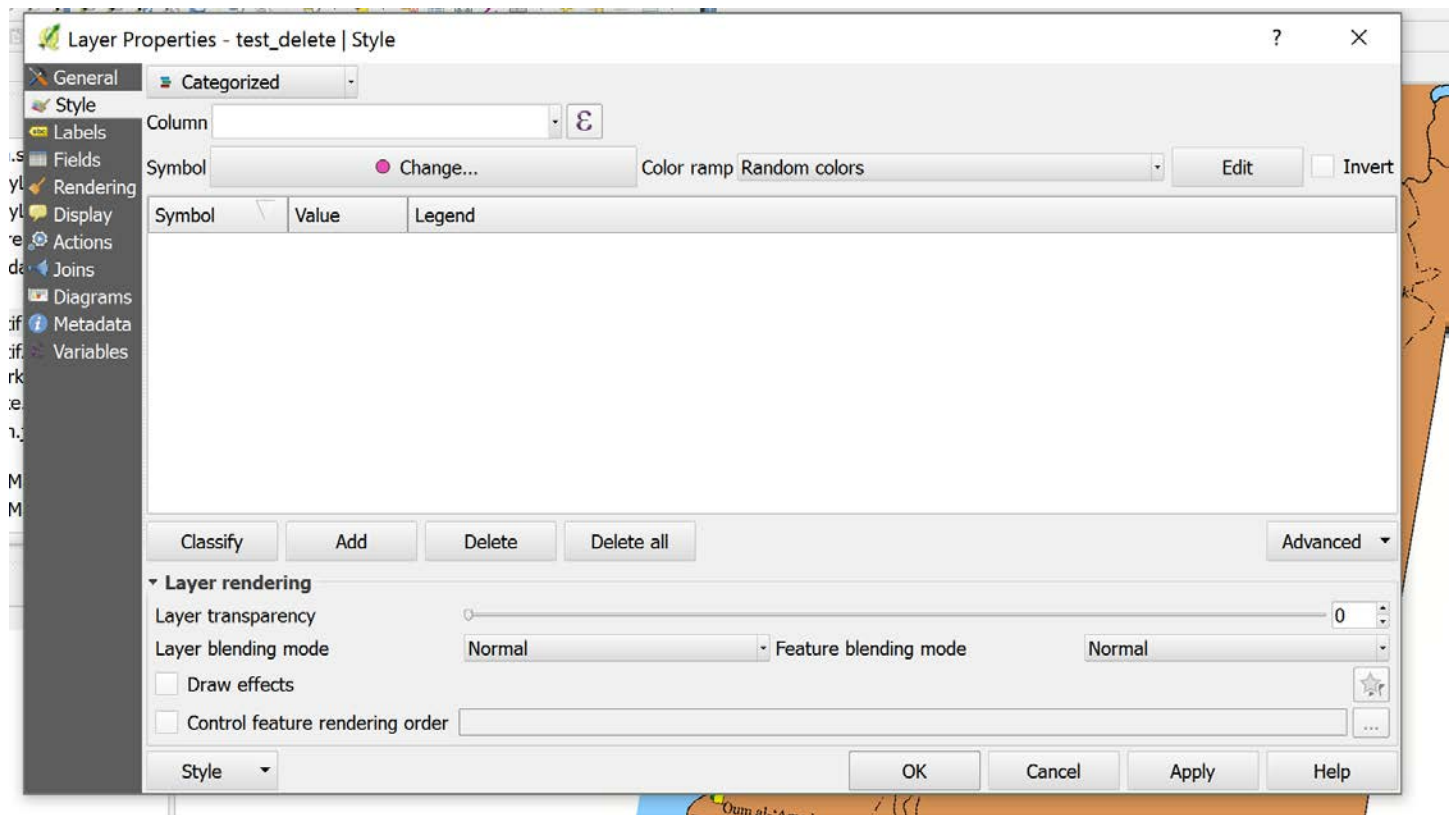 Layer Properties - test_delete | Style
?
General
Style
Labels
Fields
Rendering
Display
Actions
Joins
Diagrams
Metadata
Variables
Categorized
Column
ε
Symbol
Change...
Color ramp
Random colors
Edit
Invert
Symbol
Value
Legend
Classify
Add
Delete
Delete all
Advanced
Layer rendering
Layer transparency
0
Layer blending mode
Normal
Feature blending mode
Normal
Draw effects
Control feature rendering order
...
Style
OK
Cancel
Apply
Help